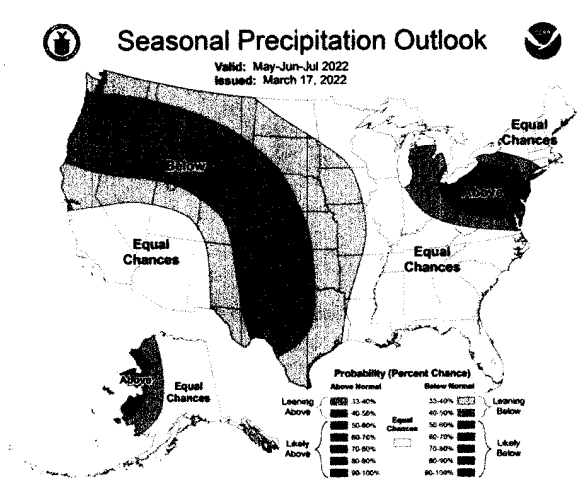 Seasonal Precipitation Outlook
Valid: May-Jun-Jul 2022
Issued: March 17, 2022
Equal
Chances
Below
Above
Equal
Chances
Equal
Chances
Above
Equal
Chances
Probability (Percent Chance)
Above Normal
Below Normal
Leaning
Above
33-40%
40-50%
Likely
Above
50-60%
60-70%
70-80%
80-90%
90-100%
Equal
Chances
33-40%
40-50%
Leaning
Below
50-60%
60-70%
70-80%
80-90%
90-100%
Likely
Below